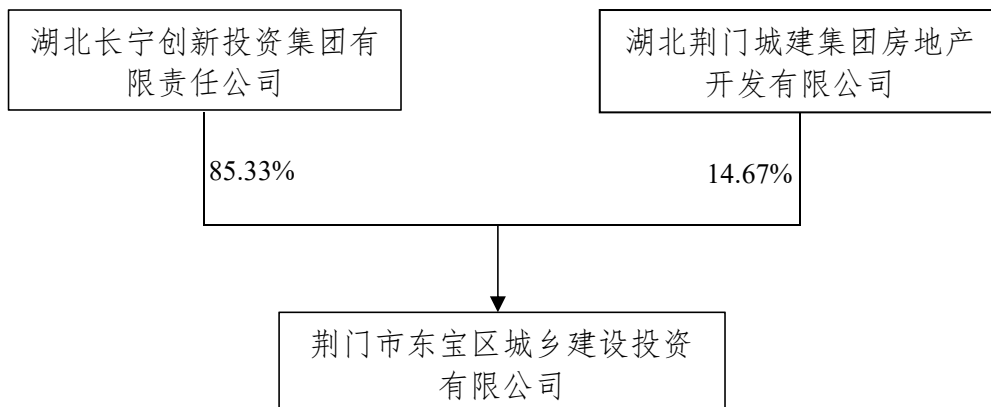 湖北长宁创新投资集团有
限责任公司
湖北荆门城建集团房地产
开发有限公司
85.33%
14.67%
荆门市东宝区城乡建设投资
有限公司